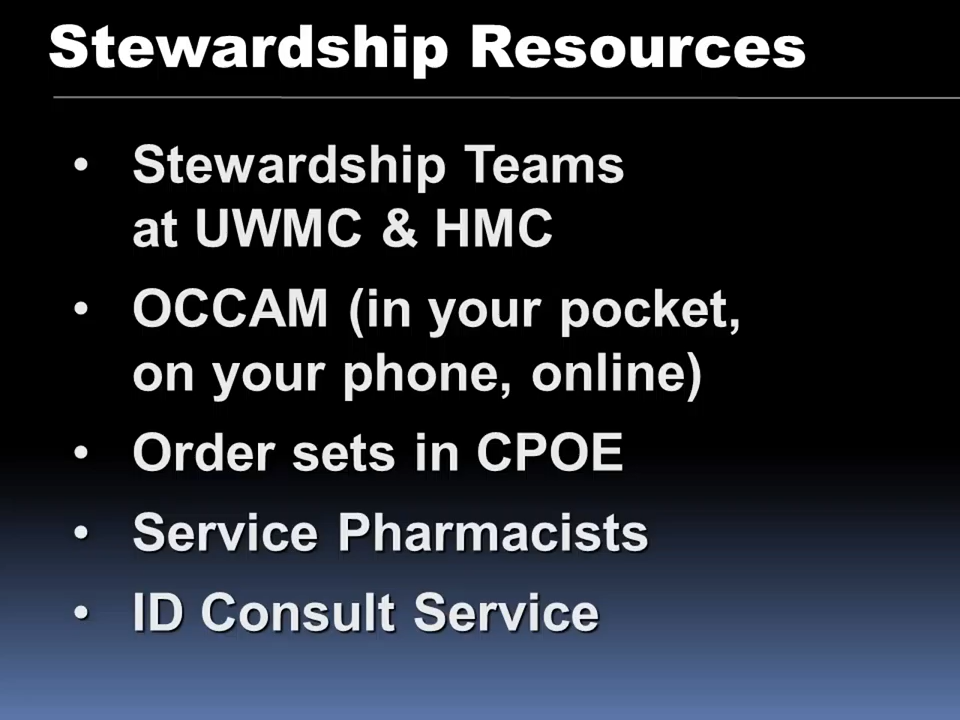 Stewardship Resources
• Stewardship Teams
at UWMC & HMC
• OCCAM (in your pocket,
on your phone, online)
• Order sets in CPOE
• Service Pharmacists
• ID Consult Service